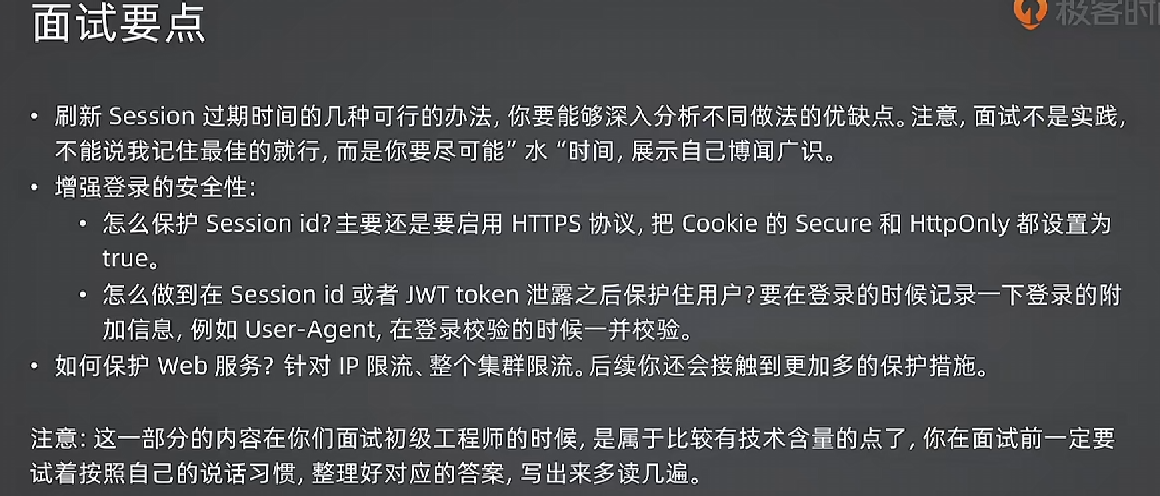 面试要点
极客时
• 刷新 Session 过期时间的几种可行的办法, 你要能够深入分析不同做法的优缺点。注意, 面试不是实践,
不能说我记住最佳的就行, 而是你要尽可能”水“时间, 展示自己博闻广识。
• 增强登录的安全性:
• 怎么保护 Session id? 主要还是要启用 HTTPS 协议, 把 Cookie 的 Secure 和 HttpOnly 都设置为
true。
• 怎么做到在 Session id 或者 JWT token 泄露之后保护住用户? 要在登录的时候记录一下登录的附
加信息, 例如 User-Agent, 在登录校验的时候一并校验。
• 如何保护 Web 服务? 针对 IP 限流、整个集群限流。后续你还会接触到更加多的保护措施。
注意: 这一部分的内容在你们面试初级工程师的时候, 是属于比较有技术含量的点了, 你在面试前一定要
试着按照自己的说话习惯, 整理好对应的答案, 写出来多读几遍。